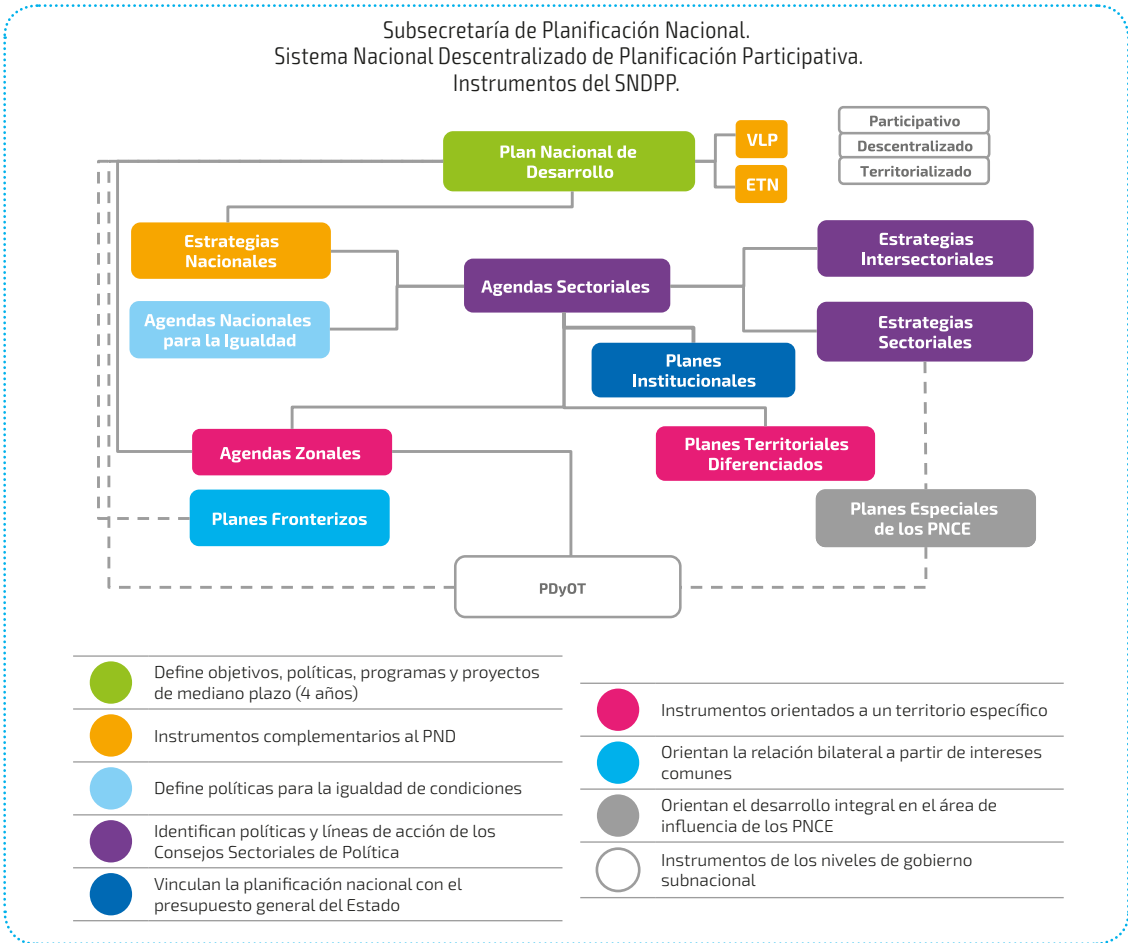 Subsecretaría de Planificación Nacional.
Sistema Nacional Descentralizado de Planificación Participativa.
Instrumentos del SNDPP.
Plan Nacional de
Desarrollo
VLP
ETN
Participativo
Descentralizado
Territorializado
Estrategias
Nacionales
Agendas Nacionales
para la Igualdad
Agendas Sectoriales
Estrategias
Intersectoriales
Estrategias
Sectoriales
Planes
Institucionales
Agendas Zonales
Planes Territoriales
Diferenciados
Planes Fronterizos
Planes Especiales
de los PNCE
PDyOT
Define objetivos, políticas, programas y proyectos
de mediano plazo (4 años)
Instrumentos complementarios al PND
Define políticas para la igualdad de condiciones
Identifican políticas y líneas de acción de los
Consejos Sectoriales de Política
Vinculan la planificación nacional con el
presupuesto general del Estado
Instrumentos orientados a un territorio específico
Orientan la relación bilateral a partir de intereses
comunes
Orientan el desarrollo integral en el área de
influencia de los PNCE
Instrumentos de los niveles de gobierno
subnacional